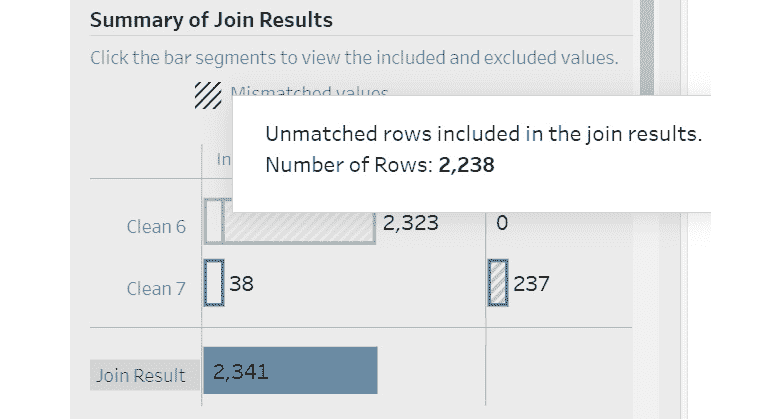 Summary of Join Results
Click the bar segments to view the included and excluded values.
Mismatched values
Unmatched rows included in the join results.
Number of Rows: 2,238
In
Clean 6 2,323 0
Clean 7 38 237
Join Result 2,341